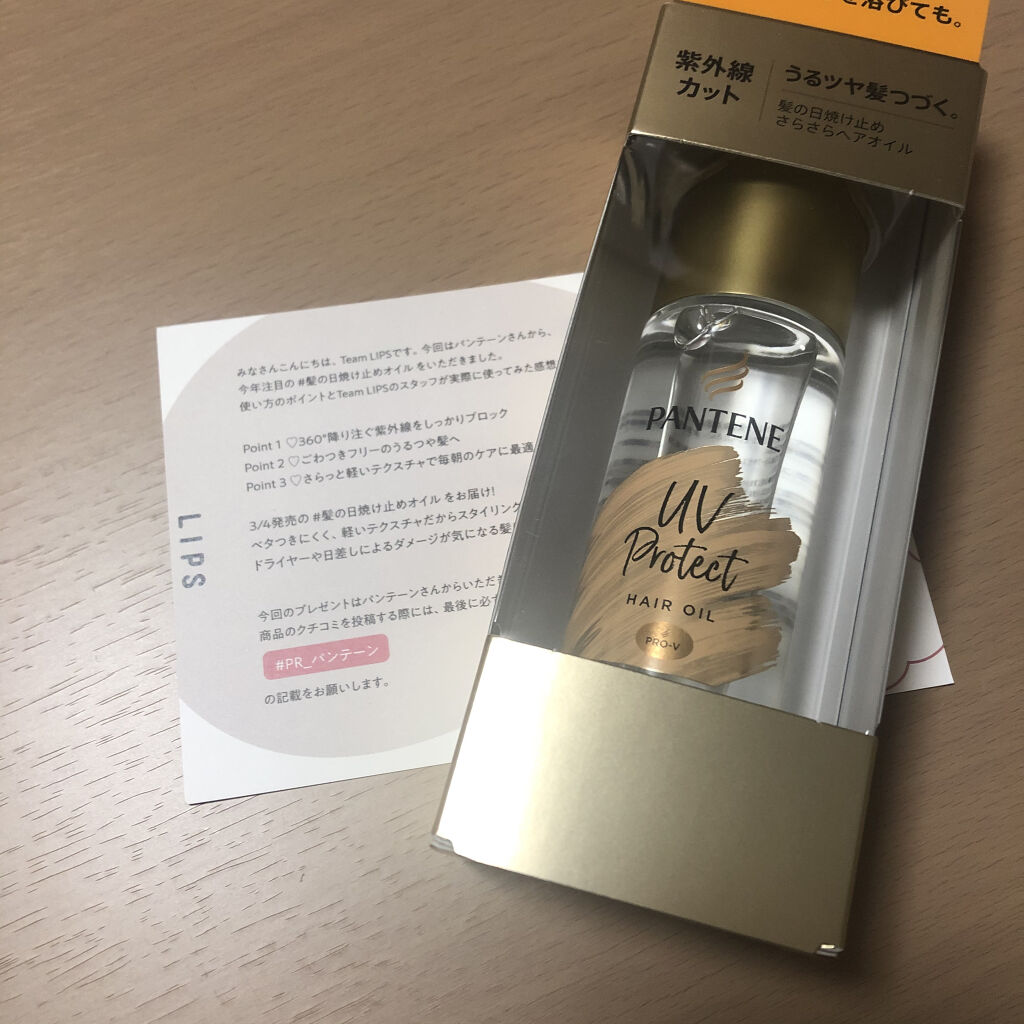 を浴びても。
紫外線
カット
うるツヤ髪つづく。
髪の日焼け止め
さらさらヘアオイル
PANTENE
UV
Protect
HAIR OIL
PRO-V
LIPS
みなさんこんにちは、Team LIPSです。今回はパンテーンさんから、
今年注目の #髪の日焼け止めオイル をいただきました。
使い方のポイントとTeam LIPSのスタッフが実際に使ってみた感想
Point 1 ♡360°降り注ぐ紫外線をしっかりブロック
Point 2 ♡ごわつきフリーのうるつや髪へ
Point 3 ♡さらっと軽いテクスチャで毎朝のケアに最適
3/4発売の #髪の日焼け止めオイル をお届け!
ベタつきにくく、軽いテクスチャだからスタイリング
ドライヤーや日差しによるダメージが気になる髪
今回のプレゼントはパンテーンさんからいただき
商品のクチコミを投稿する際には、最後に必ず
#PR_パンテーン
の記載をお願いします。